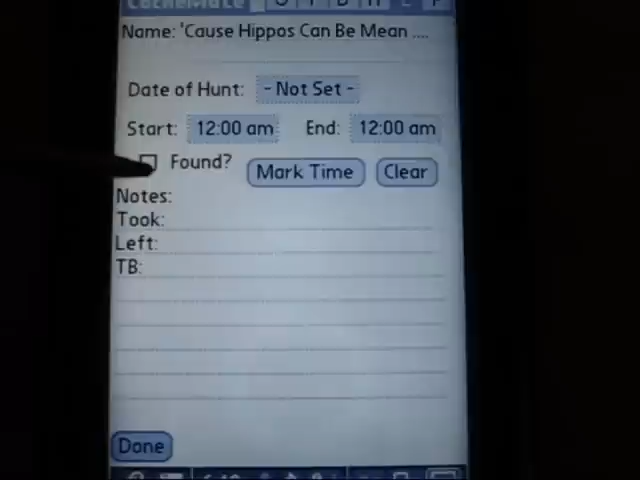 CacheMate
Name: 'Cause Hippos Can Be Mean ....
Date of Hunt: - Not Set -
Start: 12:00 am End: 12:00 am
Found? Mark Time Clear
Notes:
Took:
Left:
TB:
Done